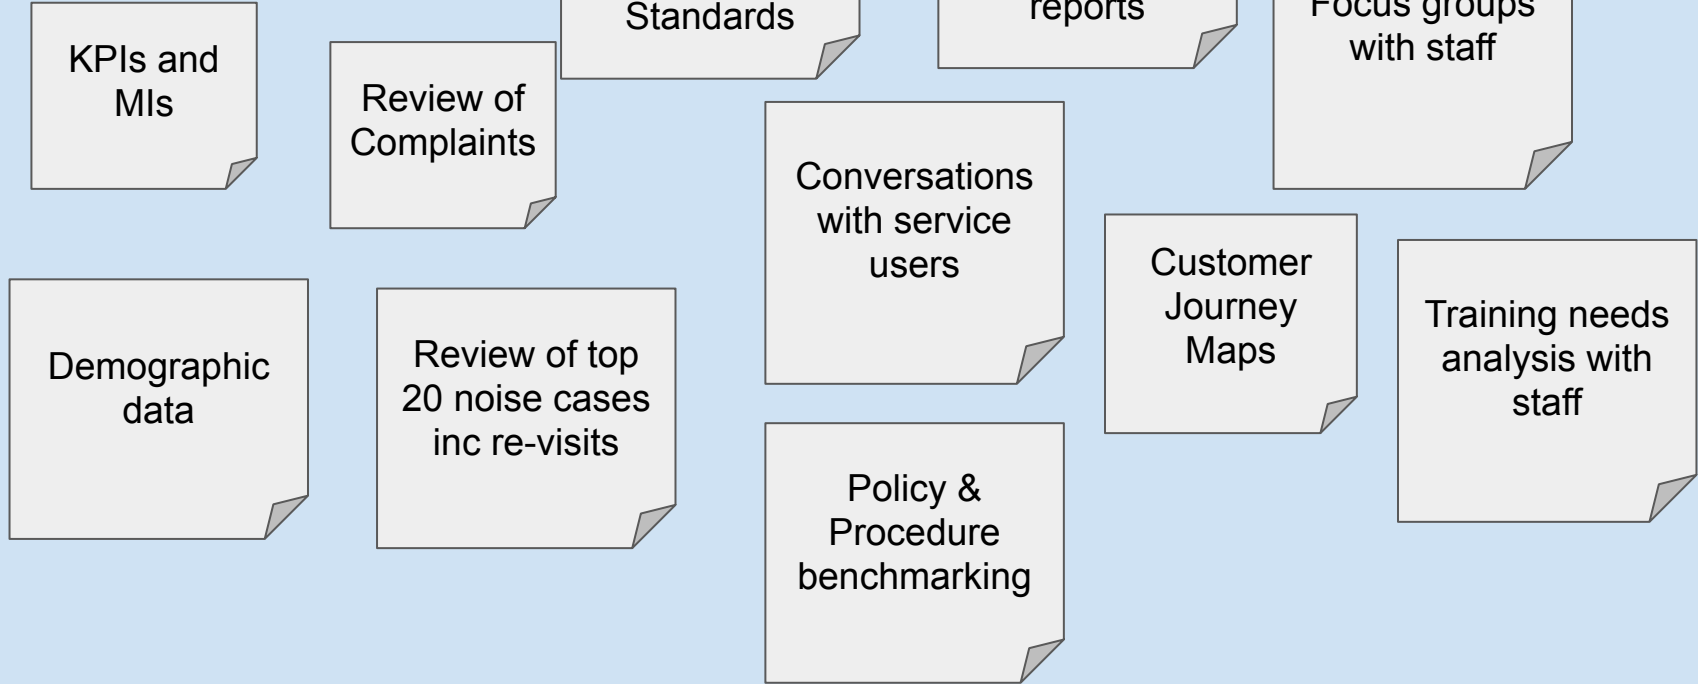 Standards
reports
Focus groups
with staff
KPIs and
MIs
Review of
Complaints
Conversations
with service
users
Customer
Journey
Maps
Training needs
analysis with
staff
Demographic
data
Review of top
20 noise cases
inc re-visits
Policy &
Procedure
benchmarking